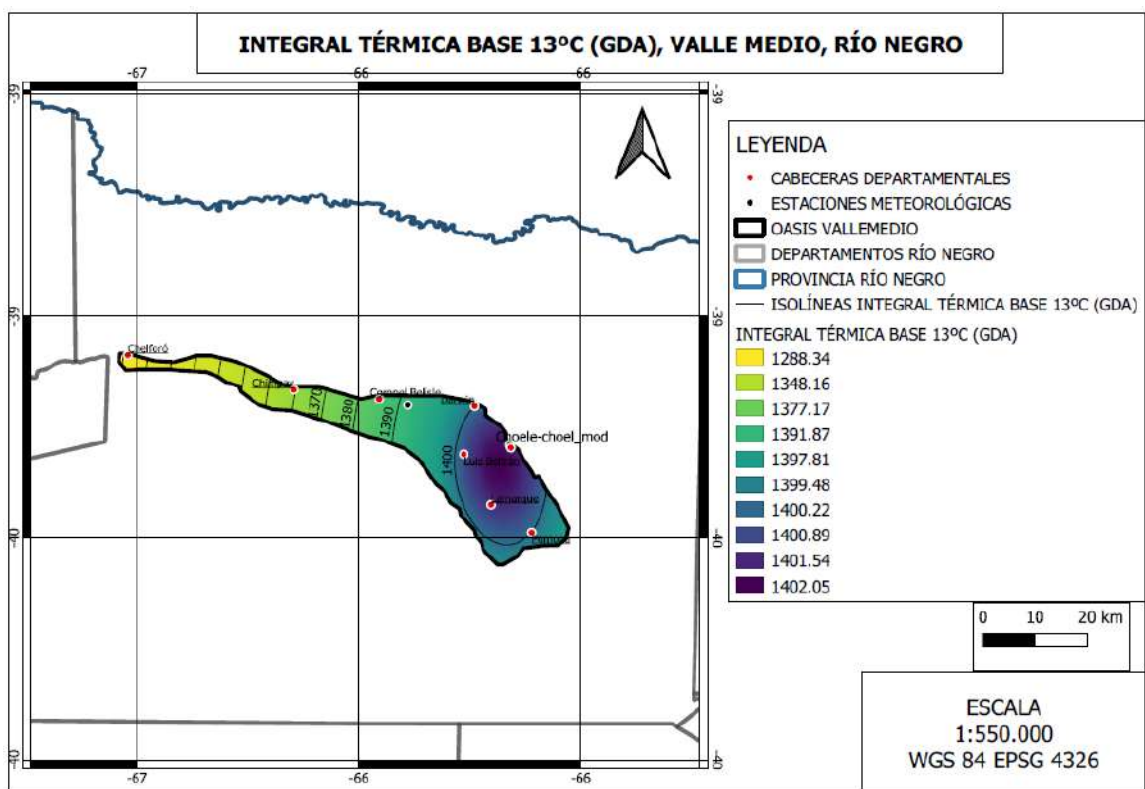 INTEGRAL TÉRMICA BASE 13ºC (GDA), VALLE MEDIO, RÍO NEGRO
-67
-66
-66
-39
-39
LEYENDA
CABECERAS DEPARTAMENTALES
ESTACIONES METEOROLÓGICAS
OASIS VALLEMEDIO
DEPARTAMENTOS RÍO NEGRO
PROVINCIA RÍO NEGRO
ISOLÍNEAS INTEGRAL TÉRMICA BASE 13ºC (GDA)
INTEGRAL TÉRMICA BASE 13ºC (GDA)
1288.34
1348.16
1377.17
1391.87
1397.81
1399.48
1400.22
1400.89
1401.54
1402.05
-39
-39
Chelforó
Chimpay
1370
1380
1390
1400
Coronel Belisle
Choele-choel_mod
Luis Beltrán
Lamarque
-40
-40
-40
-40
-67
-66
-66
0 10 20 km
ESCALA
1:550.000
WGS 84 EPSG 4326